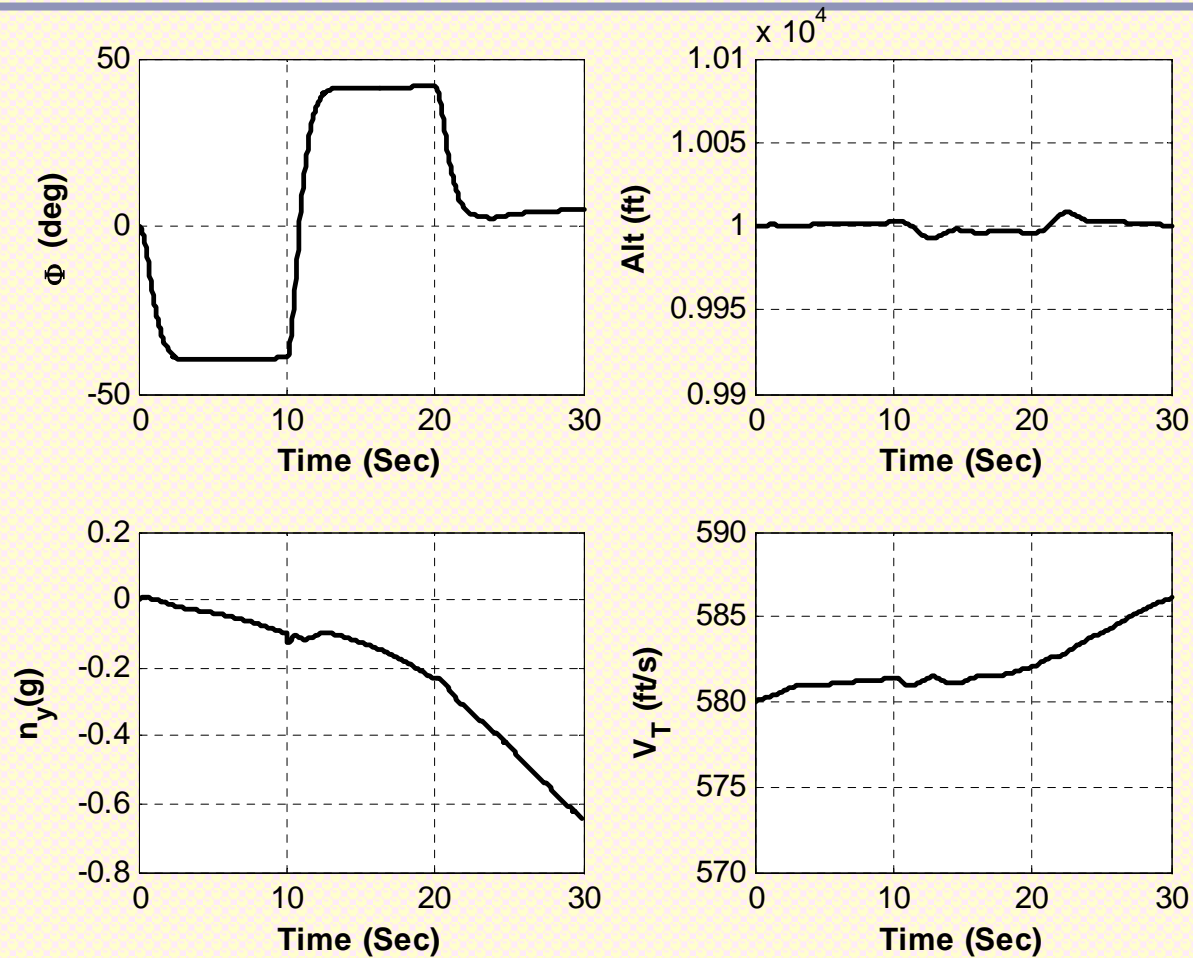 x 10^4
50
0
-50
Φ (deg)
0 10 20 30
Time (Sec)
1.01
1.005
1
0.995
0.99
Alt (ft)
0 10 20 30
Time (Sec)
0.2
0
-0.2
-0.4
-0.6
-0.8
n_y(g)
0 10 20 30
Time (Sec)
590
585
580
575
570
V_T (ft/s)
0 10 20 30
Time (Sec)